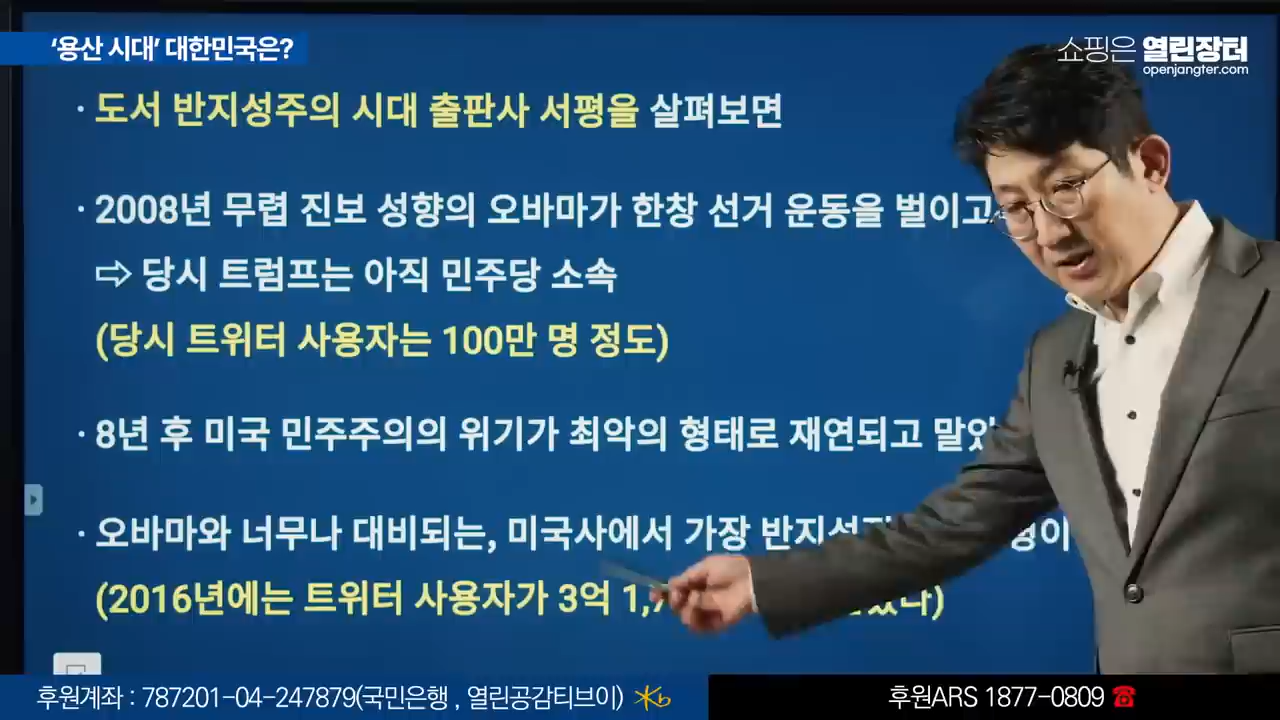 ‘용산 시대’ 대한민국은?
쇼핑은 열린장터
openjangter.com
· 도서 반지성주의 시대 출판사 서평을 살펴보면
· 2008년 무렵 진보 성향의 오바마가 한창 선거 운동을 벌이고
⇨ 당시 트럼프는 아직 민주당 소속
(당시 트위터 사용자는 100만 명 정도)
· 8년 후 미국 민주주의의 위기가 최악의 형태로 재연되고
· 오바마와 너무나 대비되는, 미국사에서 가장
(2016년에는 트위터 사용자가 3억
후원계좌 : 787201-04-247879(국민은행 , 열린공감티브이)
후원ARS 1877-0809